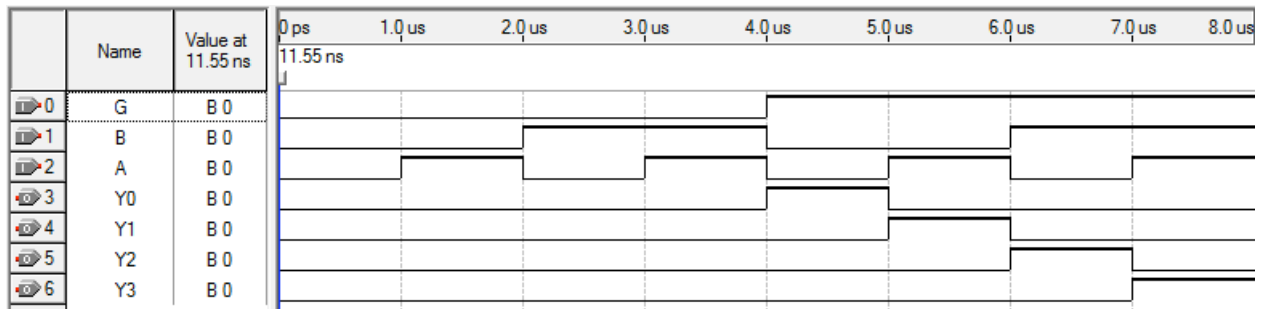 Name Value at 11.55 ns 0 ps 1.0 us 2.0 us 3.0 us 4.0 us 5.0 us 6.0 us 7.0 us 8.0 us
11.55 ns
0 G B 0
1 B B 0
2 A B 0
3 Y0 B 0
4 Y1 B 0
5 Y2 B 0
6 Y3 B 0